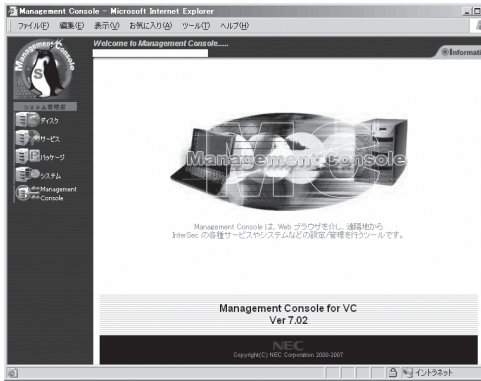 Management Console - Microsoft Internet Explorer
ファイル(F) 編集(E) 表示(V) お気に入り(A) ツール(T) ヘルプ(H)
Management Console
S
Welcome to Management Console.....
Informati
システム管理者
ディスク
サービス
パッケージ
システム
Management
Console
MC
Management Console
Management Console は、Web ブラウザを介し、遠隔地から
InterSec の各種サービスやシステムなどの設定/管理を行うツールです。
Management Console for VC
Ver 7.02
NEC
Copyright(C) NEC Corporation 2000-2007
イントラネット